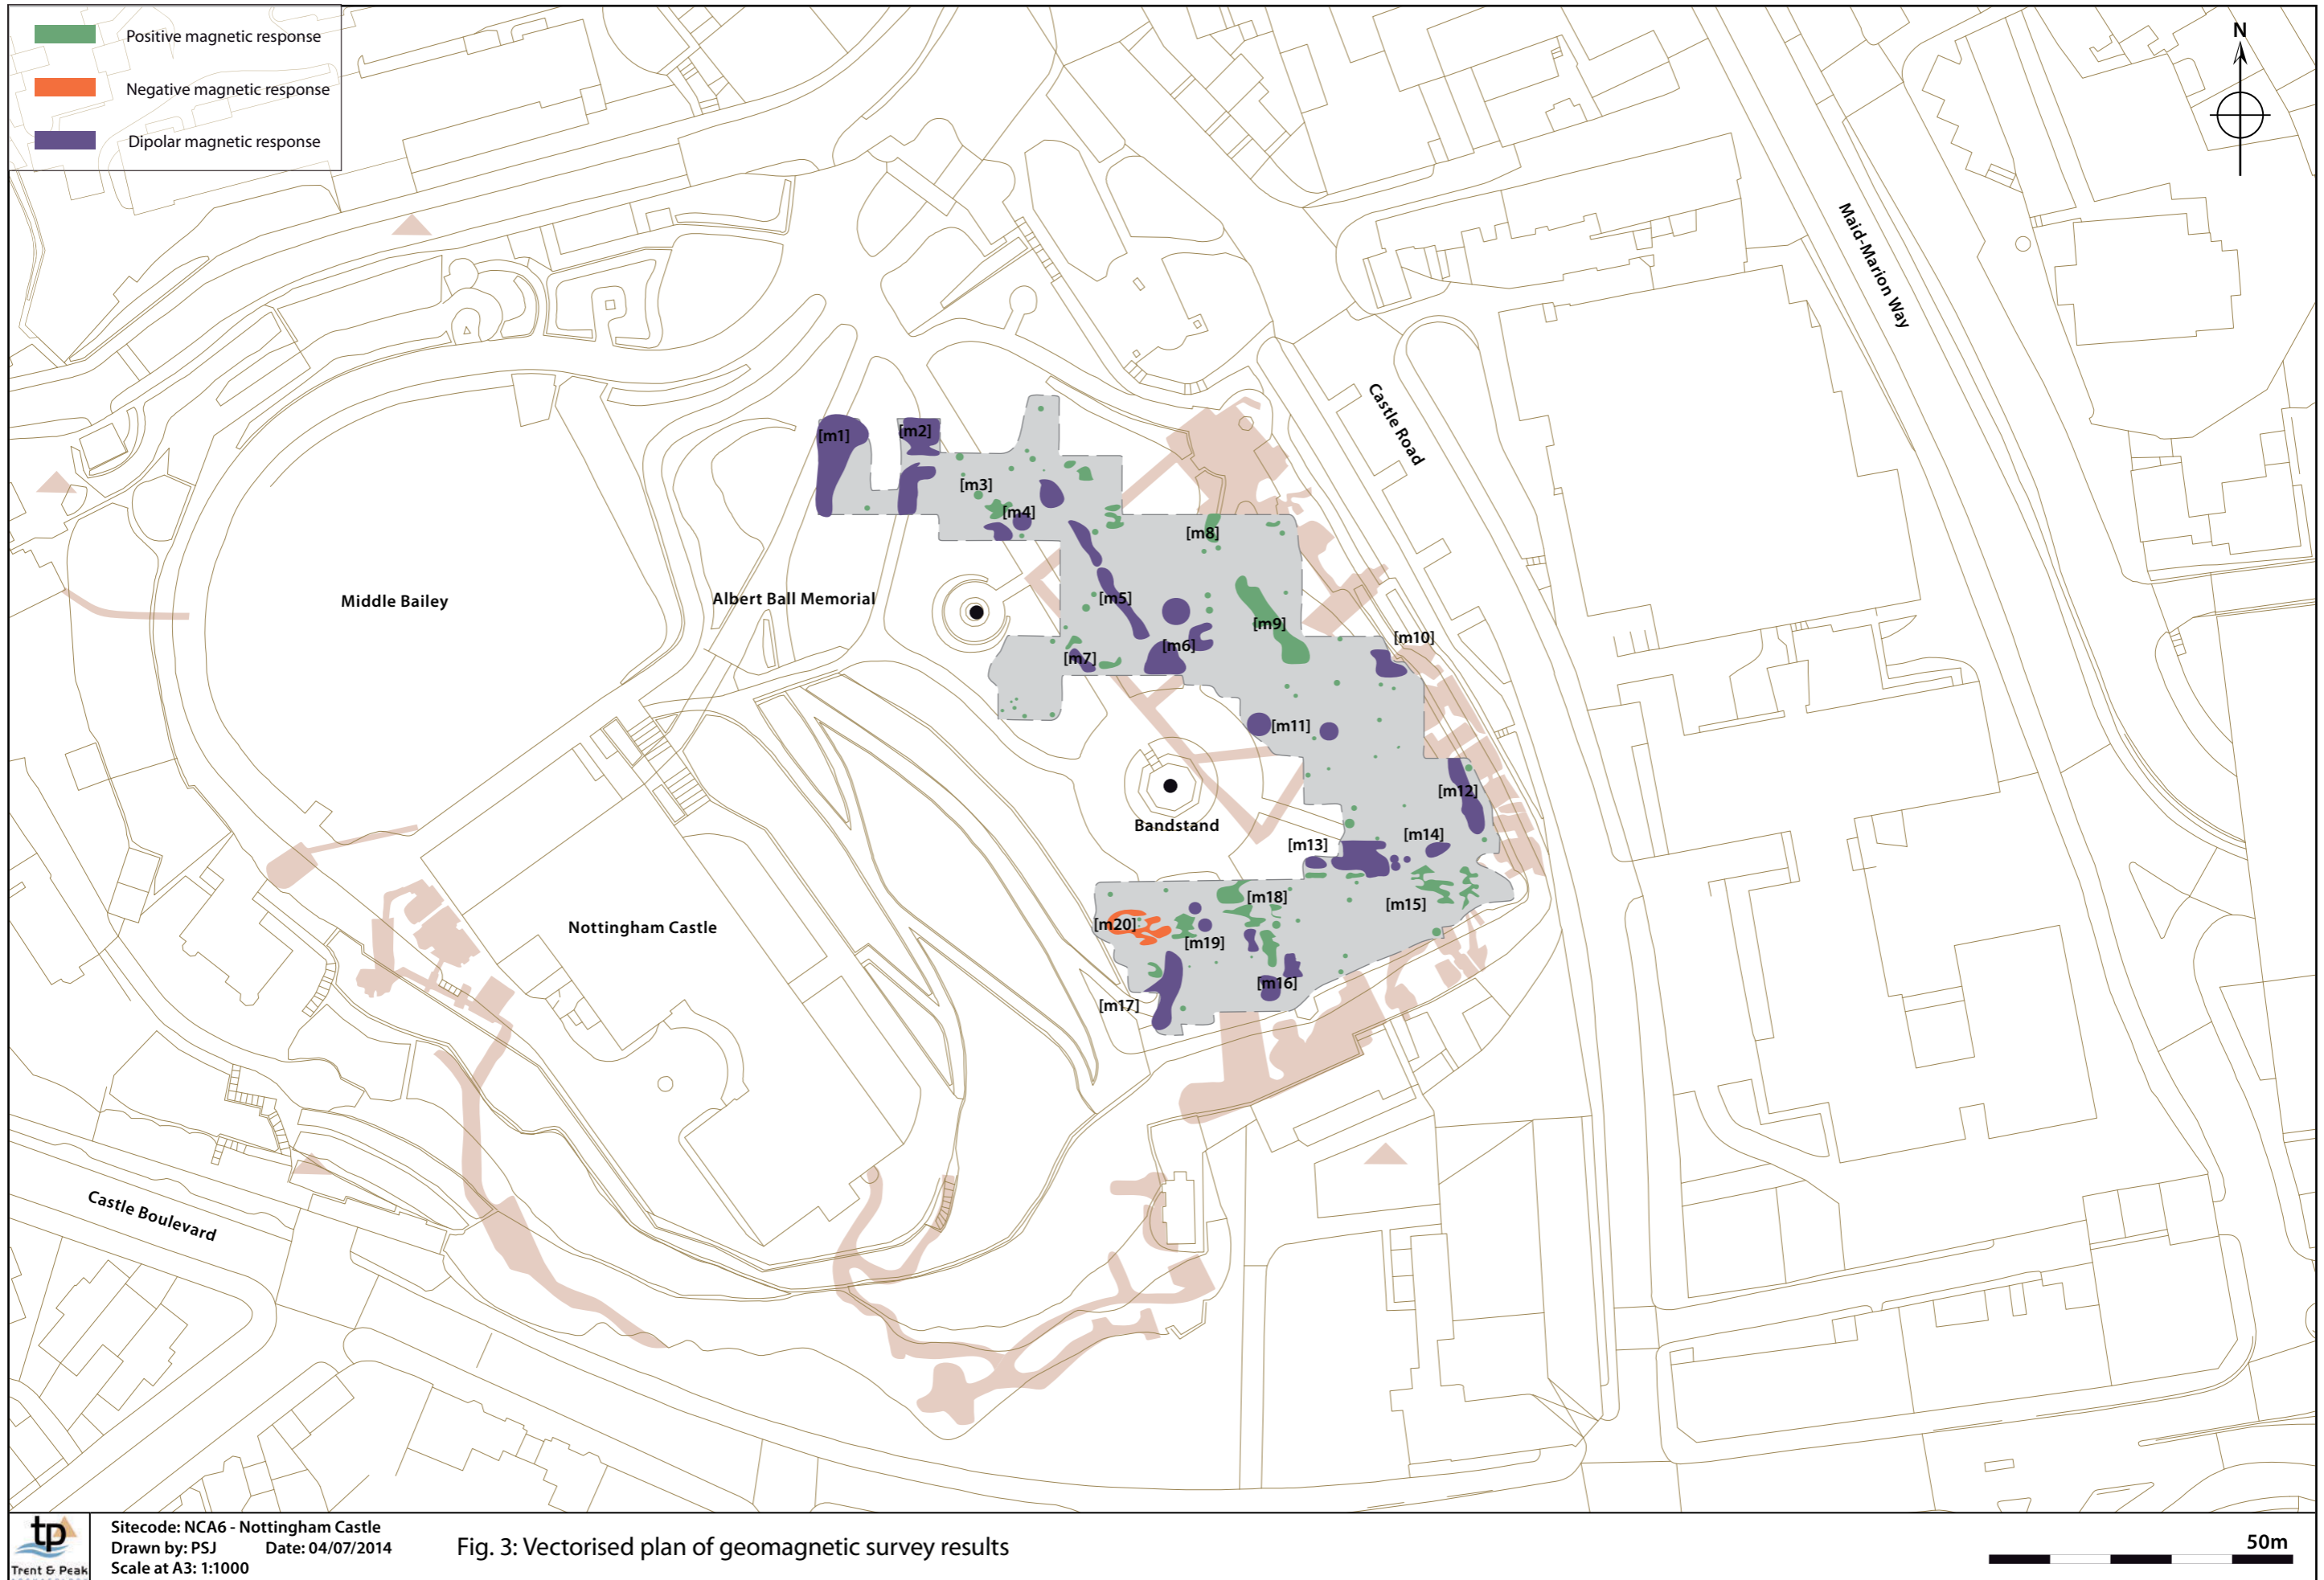 Positive magnetic response
Negative magnetic response
Dipolar magnetic response
N
Maid-Marion Way
Castle Road
[m1]
[m2]
[m3]
[m4]
[m8]
Middle Bailey
Albert Ball Memorial
[m5]
[m9]
[m10]
[m6]
[m7]
[m11]
[m12]
Bandstand
[m14]
[m13]
[m18]
[m15]
[m20]
Nottingham Castle
[m19]
[m16]
[m17]
Castle Boulevard
tp
Trent & Peak
Sitecode: NCA6 - Nottingham Castle
Drawn by: PSJ Date: 04/07/2014
Scale at A3: 1:1000
Fig. 3: Vectorised plan of geomagnetic survey results
50m